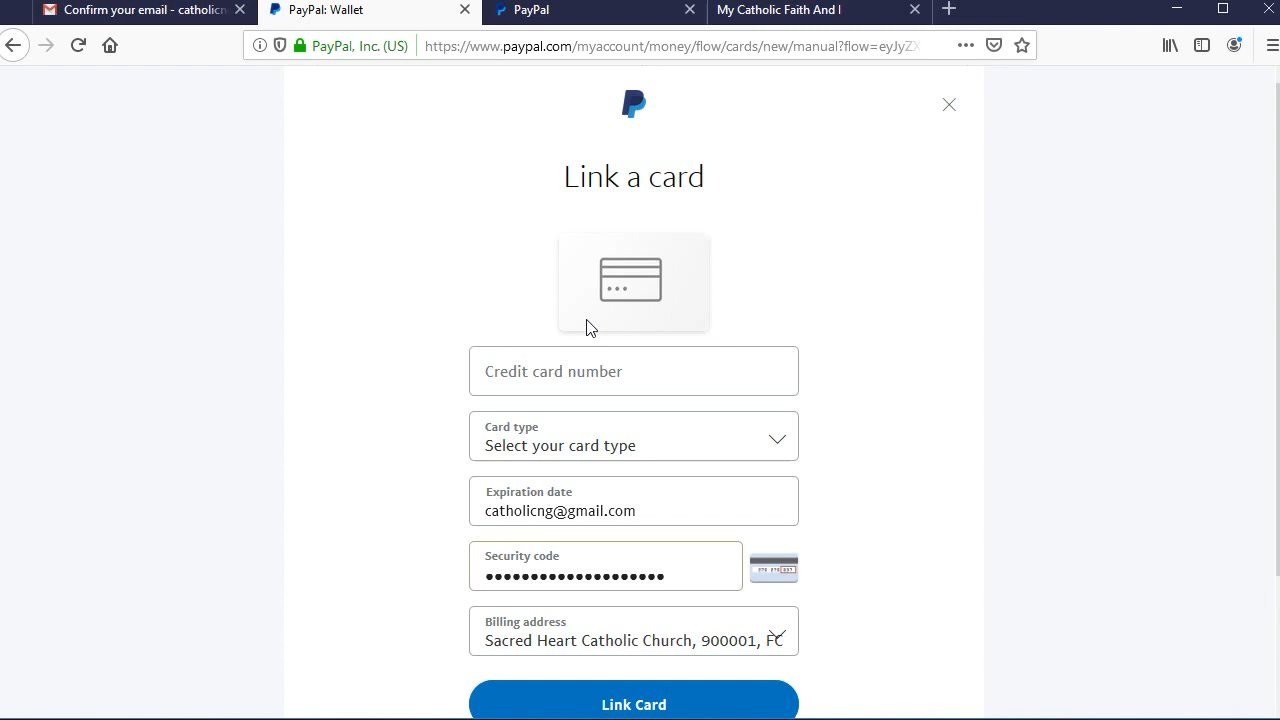 Confirm your email - catholicn
PayPal: Wallet
PayPal
My Catholic Faith And I
PayPal, Inc. (US)
https://www.paypal.com/myaccount/money/flow/cards/new/manual?flow=eyJyZX
Link a card
Credit card number
Card type
Select your card type
Expiration date
catholicng@gmail.com
Security code
••••••••••••••••••••
Billing address
Sacred Heart Catholic Church, 900001, FC
Link Card